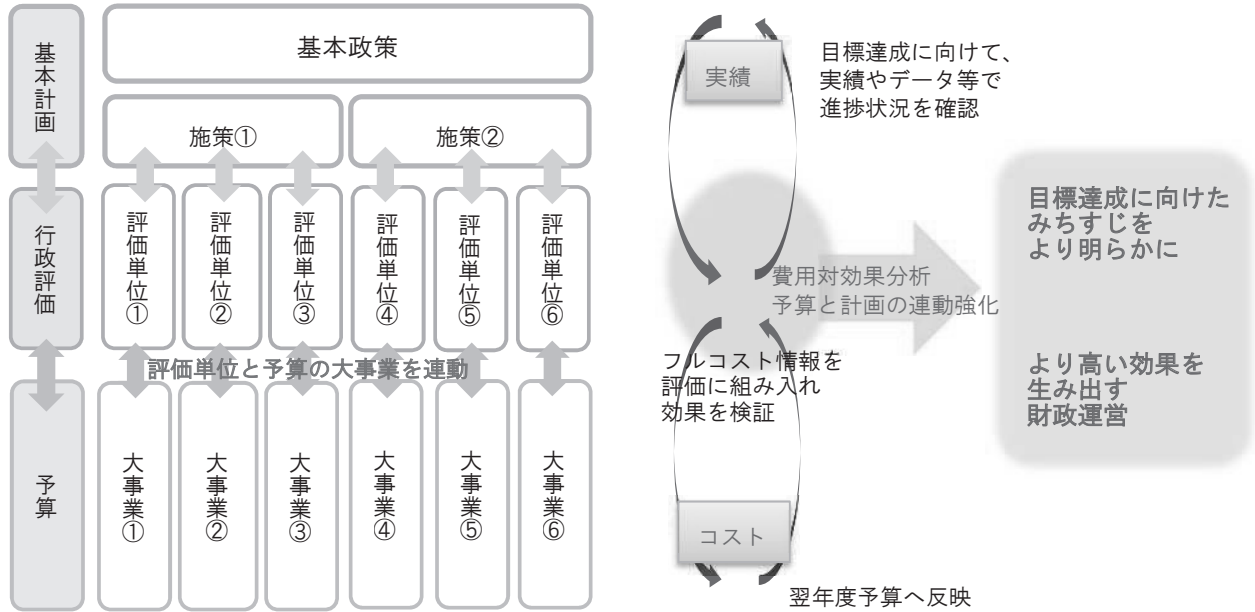 基本計画
基本政策
施策①
施策②
行政評価
評価単位①
評価単位②
評価単位③
評価単位④
評価単位⑤
評価単位⑥
評価単位と予算の大事業を連動
予算
大事業①
大事業②
大事業③
大事業④
大事業⑤
大事業⑥
実績
目標達成に向けて、
実績やデータ等で
進捗状況を確認
費用対効果分析
予算と計画の連動強化
フルコスト情報を
評価に組み入れ
効果を検証
コスト
翌年度予算へ反映
目標達成に向けた
みちすじを
より明らかに
より高い効果を
生み出す
財政運営